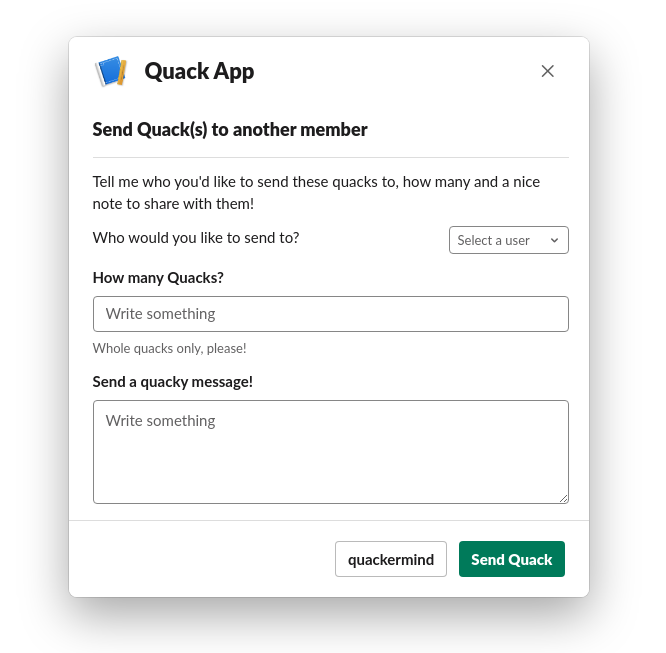 Quack App
Send Quack(s) to another member
Tell me who you'd like to send these quacks to, how many and a nice
note to share with them!
Who would you like to send to?
Select a user
How many Quacks?
Write something
Whole quacks only, please!
Send a quacky message!
Write something
quackermind
Send Quack